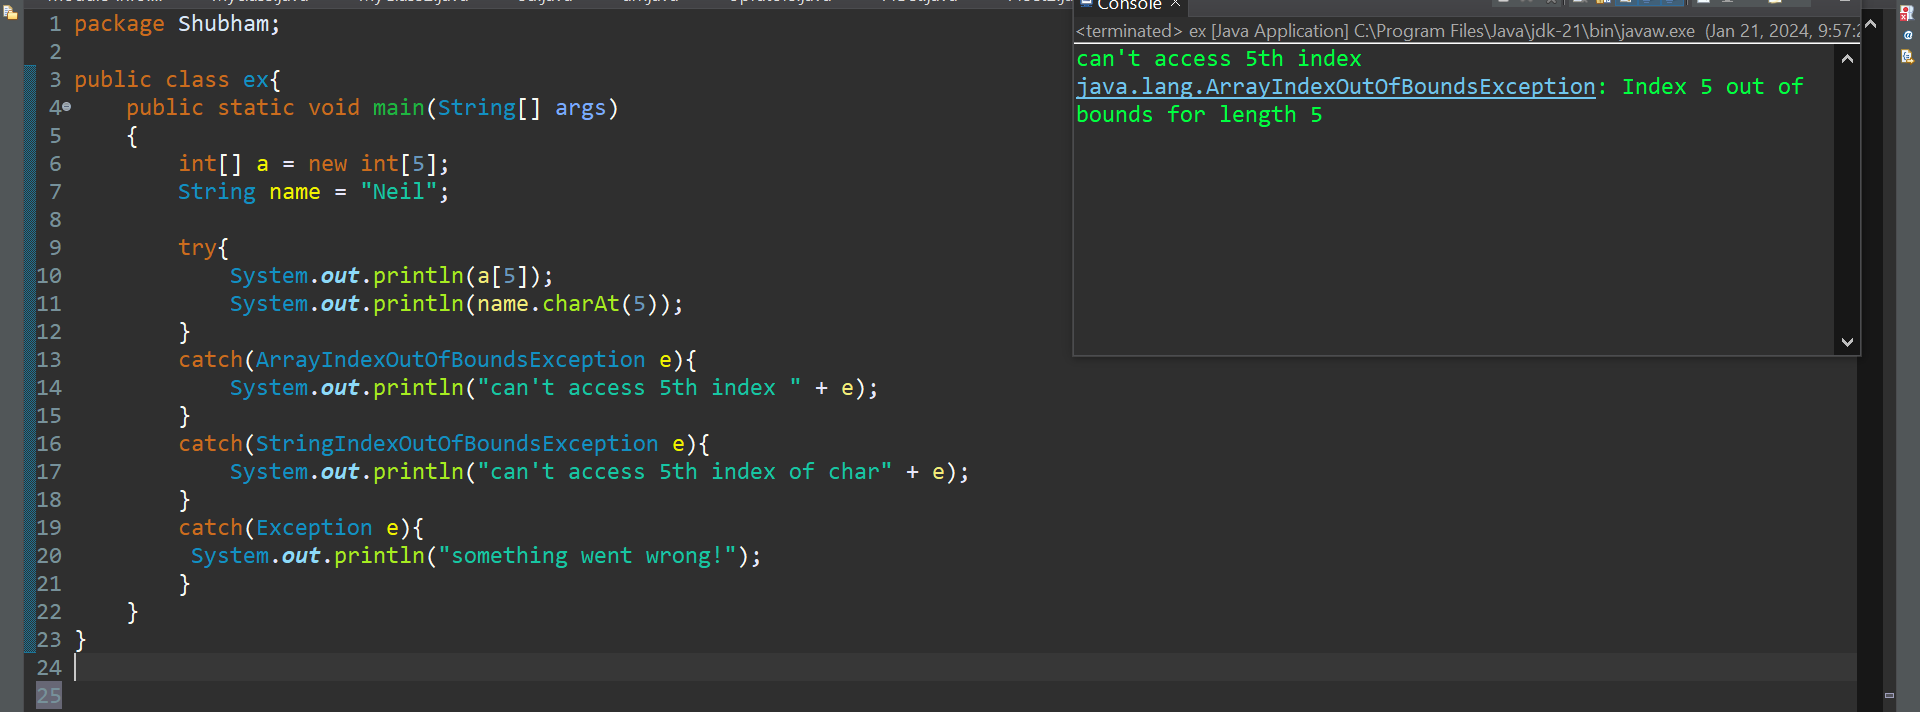 Console
<terminated> ex [Java Application] C:\Program Files\Java\jdk-21\bin\javaw.exe (Jan 21, 2024, 9:57:
1 package Shubham;
2
3 public class ex{
4 public static void main(String[] args)
5 {
6 int[] a = new int[5];
7 String name = "Neil";
8
9 try{
10 System.out.println(a[5]);
11 System.out.println(name.charAt(5));
12 }
13 catch(ArrayIndexOutOfBoundsException e){
14 System.out.println("can't access 5th index " + e);
15 }
16 catch(StringIndexOutOfBoundsException e){
17 System.out.println("can't access 5th index of char" + e);
18 }
19 catch(Exception e){
20 System.out.println("something went wrong!");
21 }
22 }
23 }
24
25
can't access 5th index
java.lang.ArrayIndexOutOfBoundsException: Index 5 out of
bounds for length 5